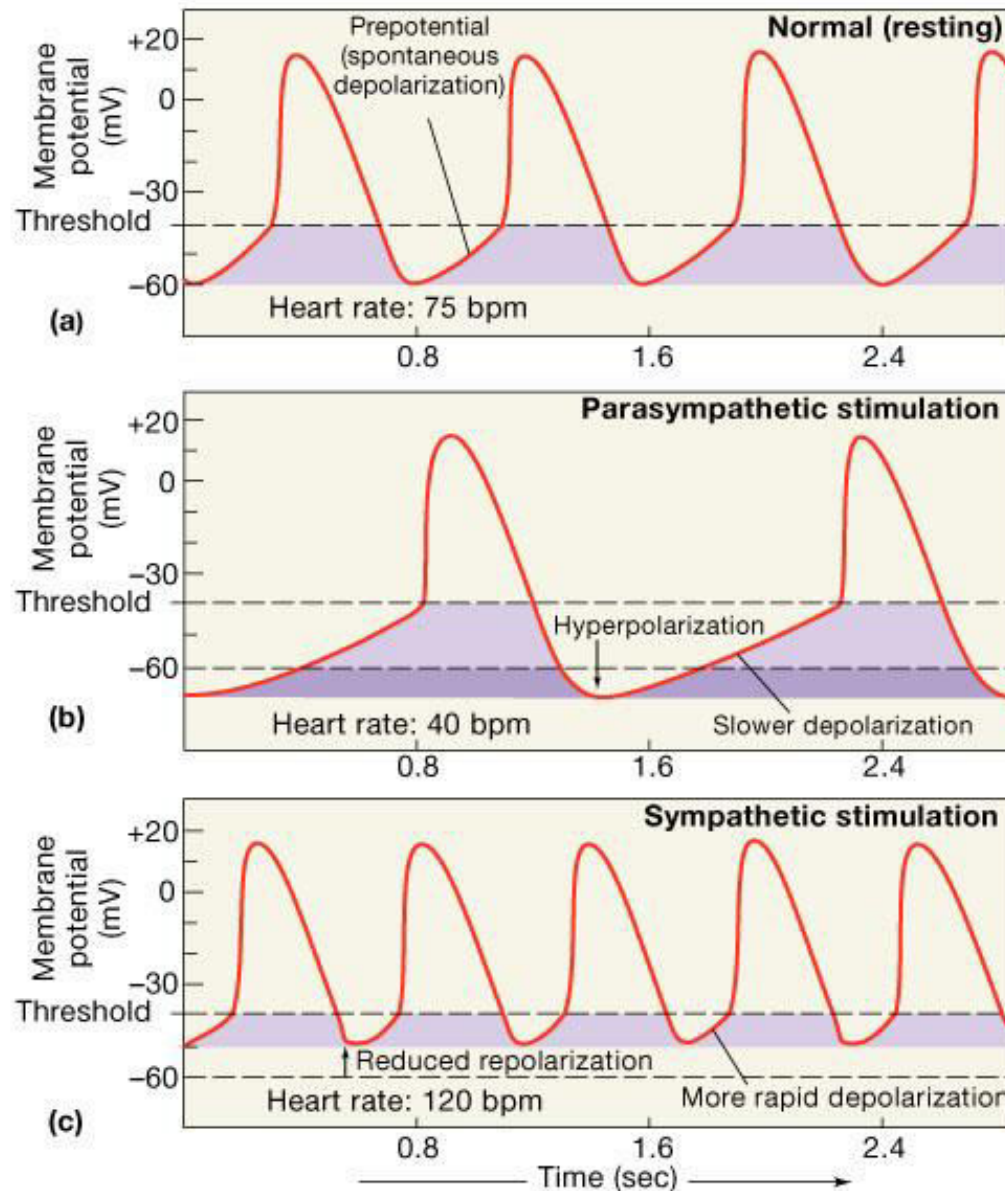 Normal (resting)
Prepotential
(spontaneous
depolarization)
Membrane
potential
(mV)
+20
0
−30
Threshold
−60
Heart rate: 75 bpm
(a)
0.8 1.6 2.4
Parasympathetic stimulation
Membrane
potential
(mV)
+20
0
−30
Threshold
Hyperpolarization
−60
Slower depolarization
Heart rate: 40 bpm
(b)
0.8 1.6 2.4
Sympathetic stimulation
Membrane
potential
(mV)
+20
0
−30
Threshold
Reduced repolarization
−60
More rapid depolarization
Heart rate: 120 bpm
(c)
0.8 1.6 2.4
Time (sec)